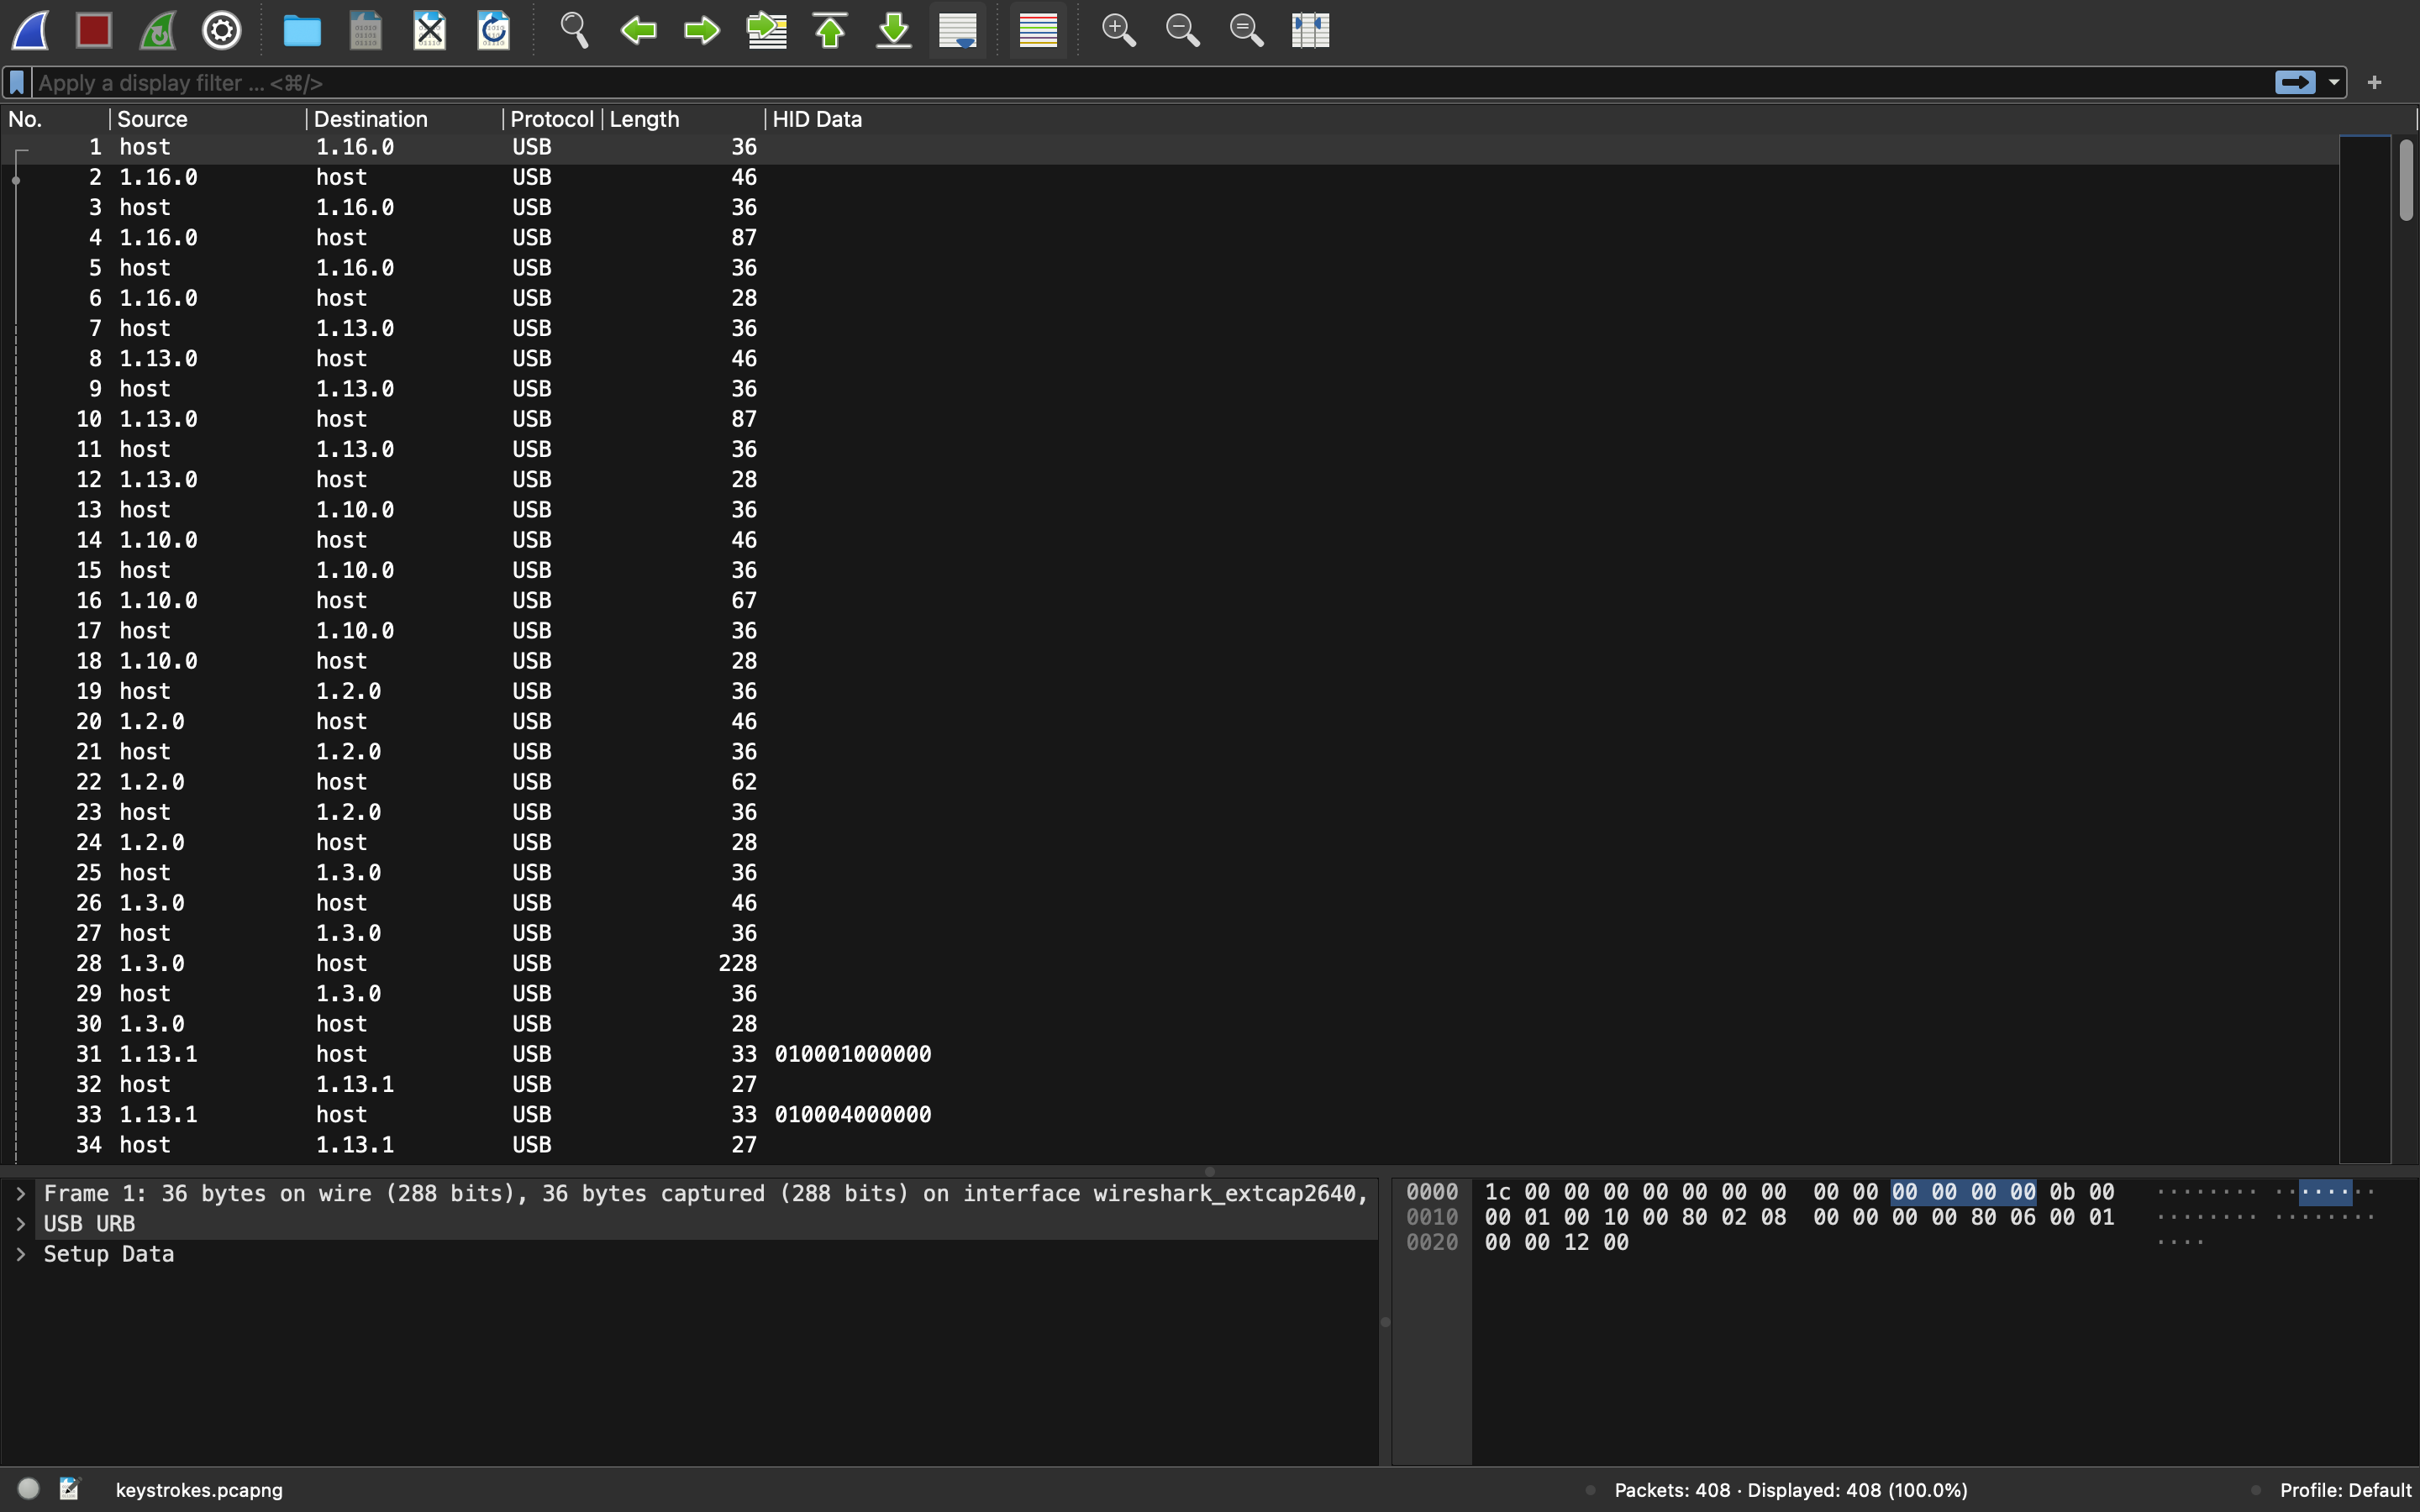 Apply a display filter ... <⌘/>
No. Source Destination Protocol Length HID Data
1 host 1.16.0 USB 36
2 1.16.0 host USB 46
3 host 1.16.0 USB 36
4 1.16.0 host USB 87
5 host 1.16.0 USB 36
6 1.16.0 host USB 28
7 host 1.13.0 USB 36
8 1.13.0 host USB 46
9 host 1.13.0 USB 36
10 1.13.0 host USB 87
11 host 1.13.0 USB 36
12 1.13.0 host USB 28
13 host 1.10.0 USB 36
14 1.10.0 host USB 46
15 host 1.10.0 USB 36
16 1.10.0 host USB 67
17 host 1.10.0 USB 36
18 1.10.0 host USB 28
19 host 1.2.0 USB 36
20 1.2.0 host USB 46
21 host 1.2.0 USB 36
22 1.2.0 host USB 62
23 host 1.2.0 USB 36
24 1.2.0 host USB 28
25 host 1.3.0 USB 36
26 1.3.0 host USB 46
27 host 1.3.0 USB 36
28 1.3.0 host USB 228
29 host 1.3.0 USB 36
30 1.3.0 host USB 28
31 1.13.1 host USB 33 010001000000
32 host 1.13.1 USB 27
33 1.13.1 host USB 33 010004000000
34 host 1.13.1 USB 27
Frame 1: 36 bytes on wire (288 bits), 36 bytes captured (288 bits) on interface wireshark_extcap2640,
USB URB
Setup Data
0000 1c 00 00 00 00 00 00 00 00 00 00 00 00 00 0b 00 ········ ········
0010 00 01 00 10 00 80 02 08 00 00 00 00 80 06 00 01 ········ ········
0020 00 00 12 00 ····
keystrokes.pcapng
Packets: 408 · Displayed: 408 (100.0%)
Profile: Default